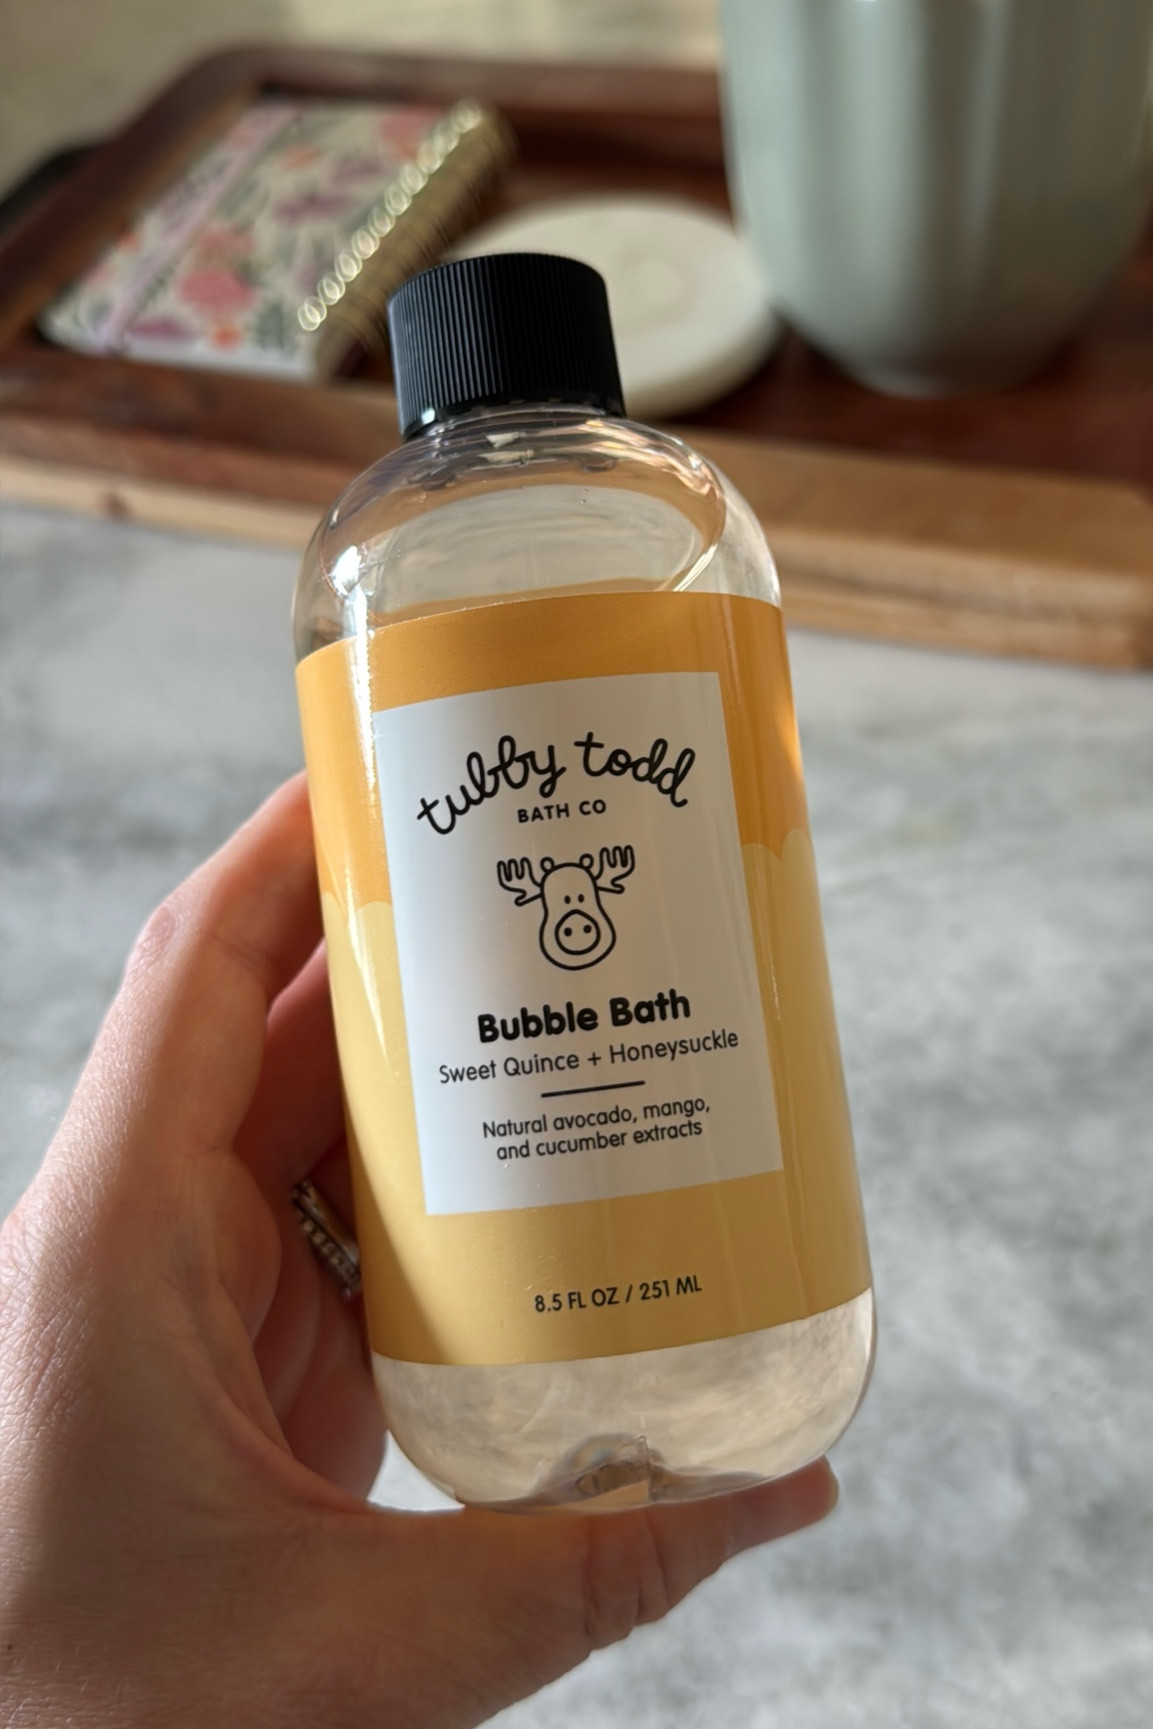 tubby todd
BATH CO
Bubble Bath
Sweet Quince + Honeysuckle
Natural avocado, mango,
and cucumber extracts
8.5 FL OZ / 251 ML